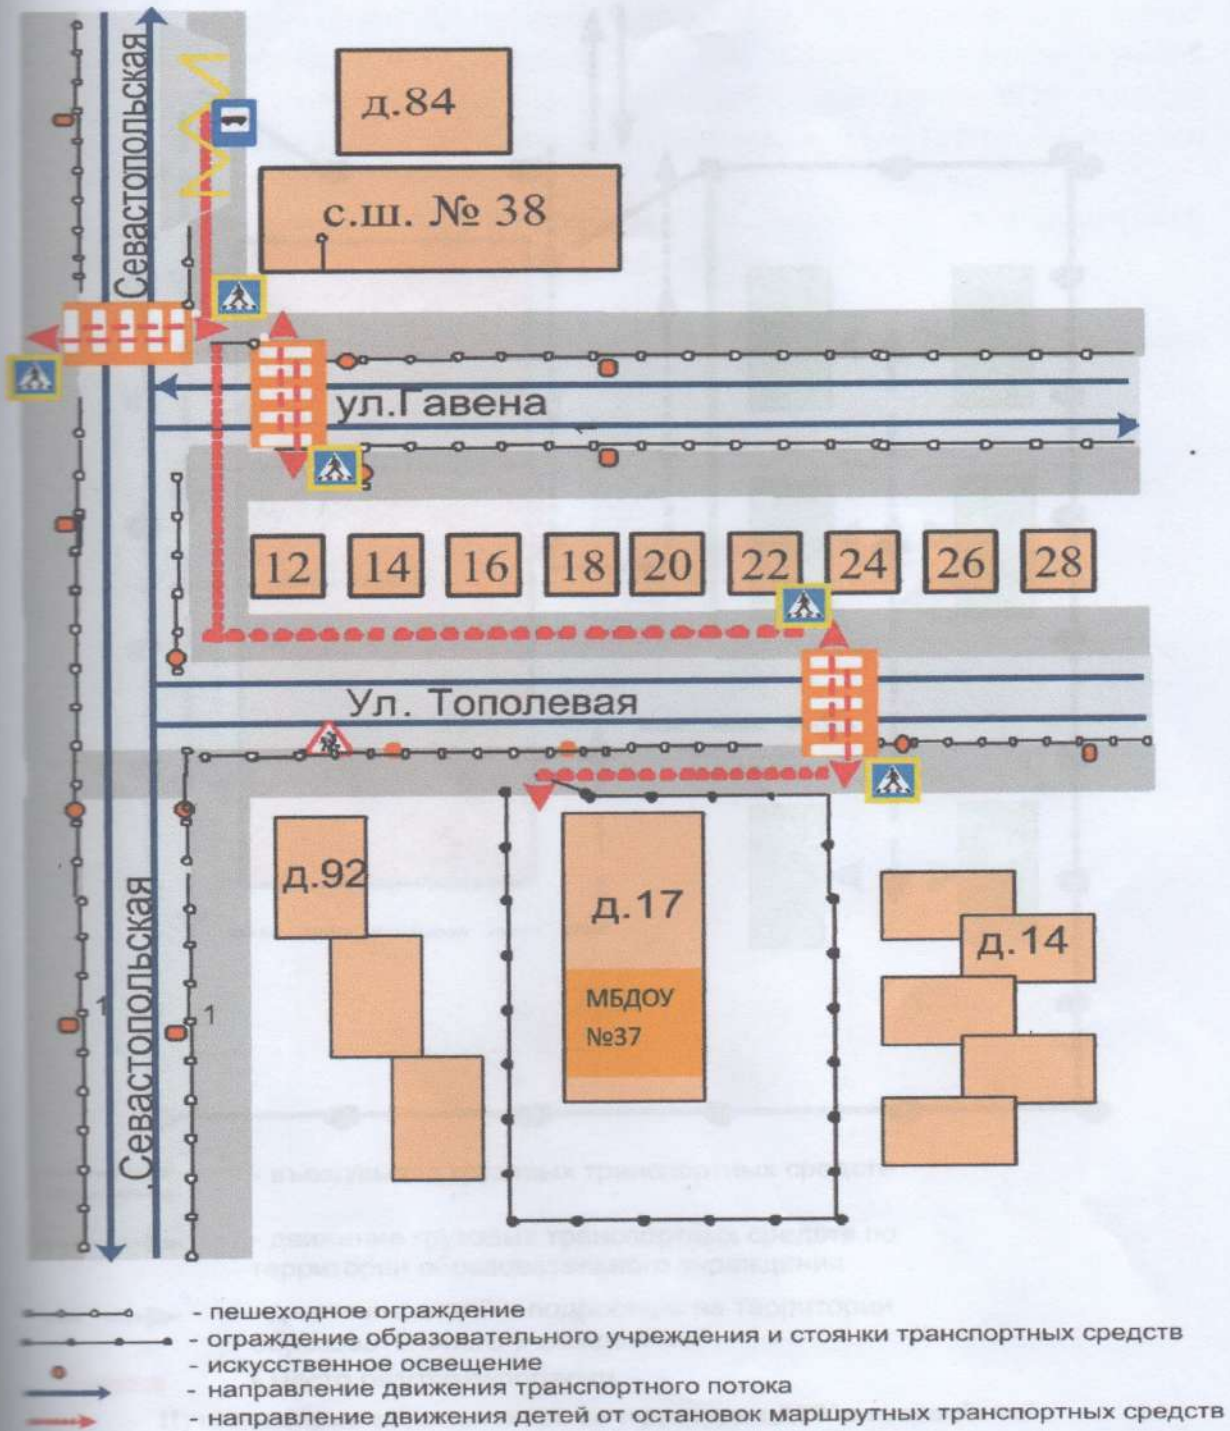 Севастопольская
д.84
с.ш. № 38
ул.Гавена
12 14 16 18 20 22 24 26 28
Ул. Тополевая
д.92
д.17
МБДОУ
№37
д.14
1
1
Севастопольская
- пешеходное ограждение
- ограждение образовательного учреждения и стоянки транспортных средств
- искусственное освещение
- направление движения транспортного потока
- направление движения детей от остановок маршрутных транспортных средств